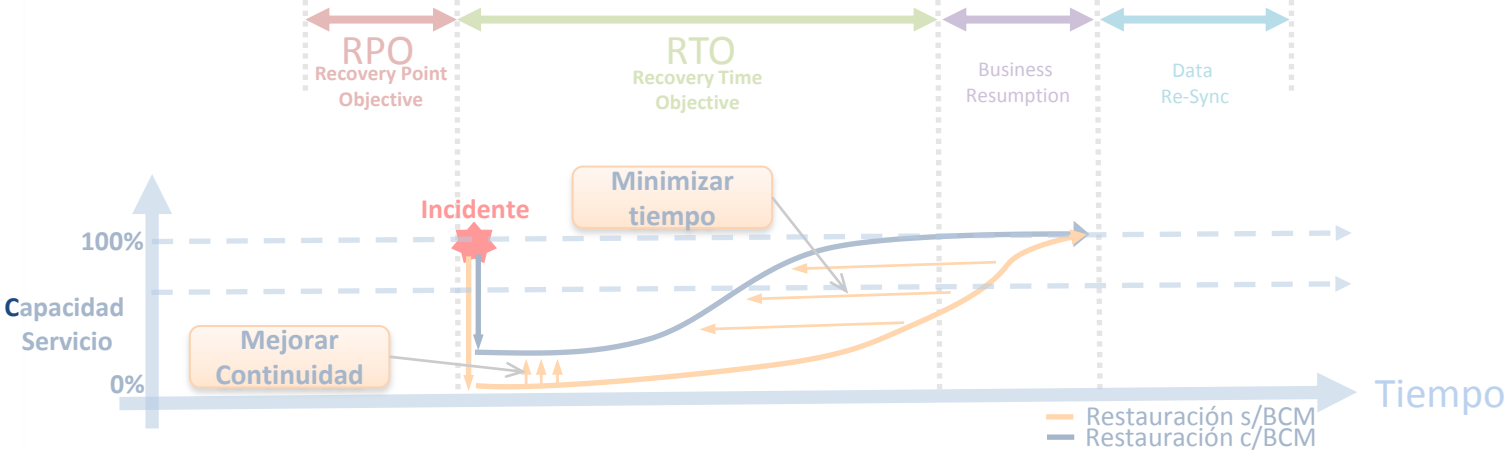 RPO
Recovery Point
Objective
RTO
Recovery Time
Objective
Business
Resumption
Data
Re-Sync
Minimizar
tiempo
Incidente
100%
Capacidad
Servicio
Mejorar
Continuidad
0%
Tiempo
Restauración s/BCM
Restauración c/BCM